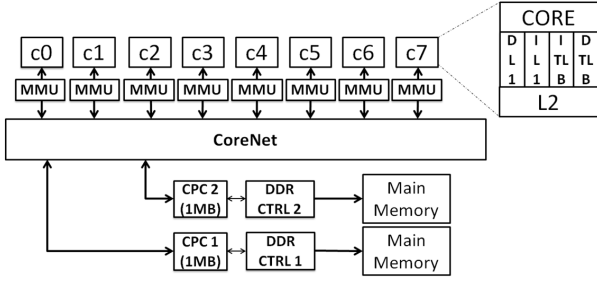 CORE
D I I D
L L TL TL
1 1 B B
L2
c0 c1 c2 c3 c4 c5 c6 c7
MMU MMU MMU MMU MMU MMU MMU MMU
CoreNet
CPC 2
(1MB)
DDR
CTRL 2
Main
Memory
CPC 1
(1MB)
DDR
CTRL 1
Main
Memory